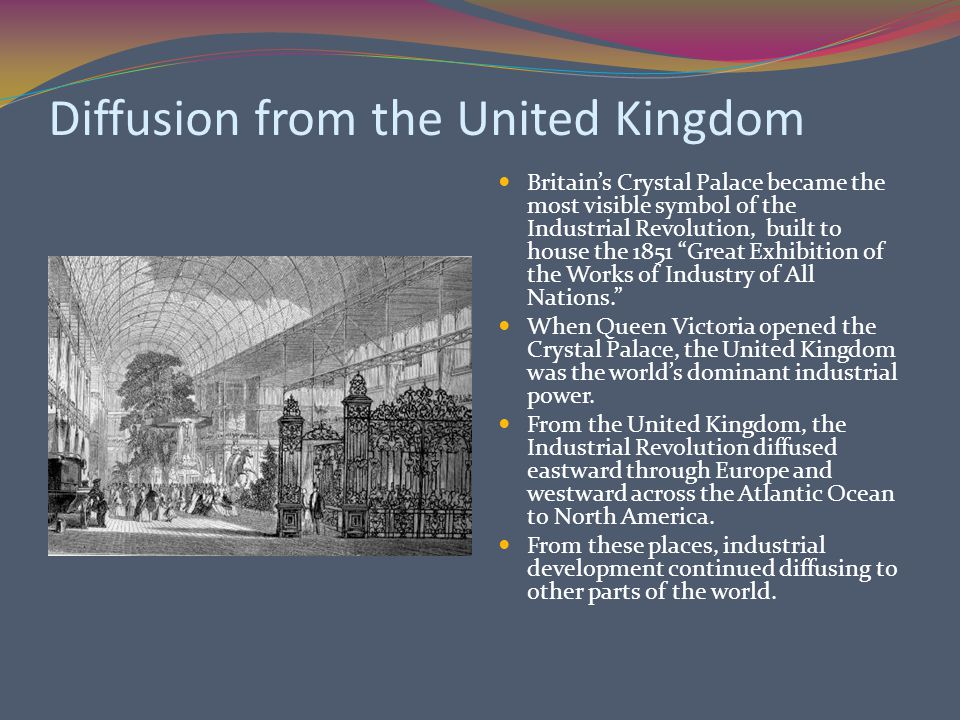 Diffusion from the United Kingdom
Britain’s Crystal Palace became the
most visible symbol of the
Industrial Revolution,  built to
house the 1851 “Great Exhibition of
the Works of Industry of All
Nations.”
When Queen Victoria opened the
Crystal Palace, the United Kingdom
was the world’s dominant industrial
power.
From the United Kingdom, the
Industrial Revolution diffused
eastward through Europe and
westward across the Atlantic Ocean
to North America.
From these places, industrial
development continued diffusing to
other parts of the world.